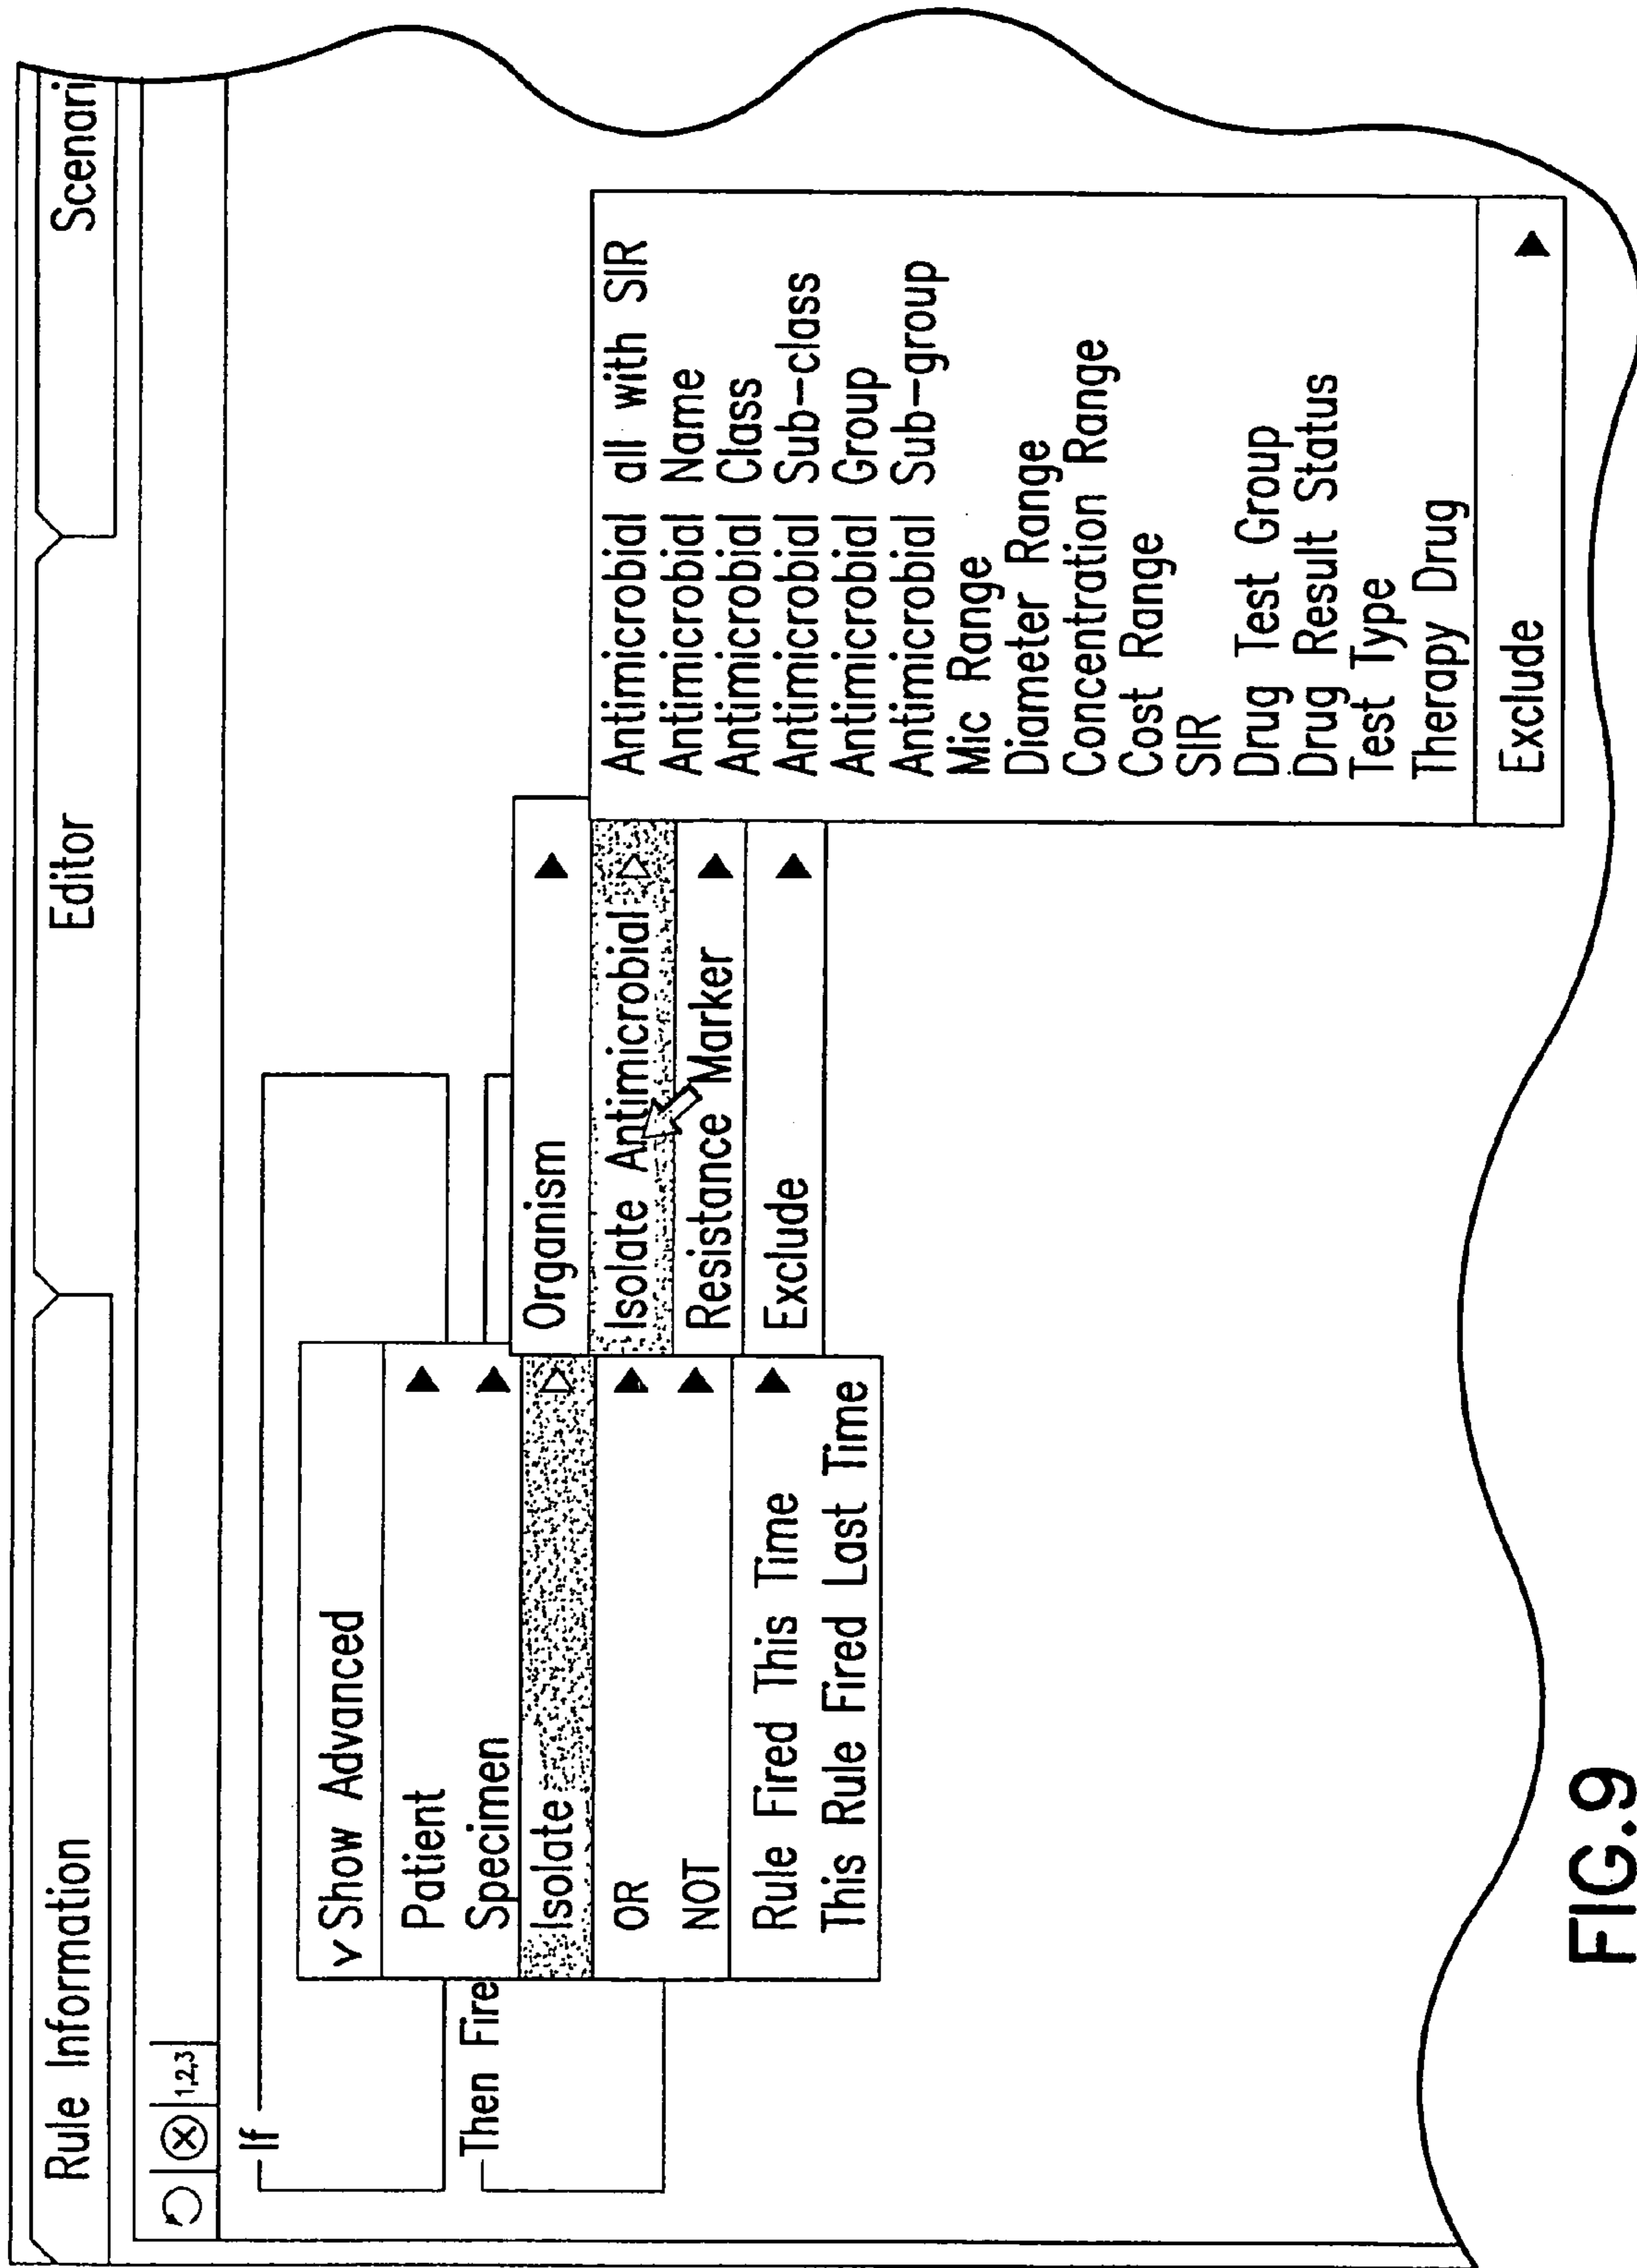 Rule Information
Editor
Scenari
1,2,3
If
Then Fire
v Show Advanced
Patient
Specimen
Isolate
OR
NOT
Rule Fired This Time
This Rule Fired Last Time
Organism
Isolate Antimicrobial
Resistance Marker
Exclude
Antimicrobial all with SIR
Antimicrobial Name
Antimicrobial Class
Antimicrobial Sub-class
Antimicrobial Group
Antimicrobial Sub-group
Mic Range
Diameter Range
Concentration Range
Cost Range
SIR
Drug Test Group
Drug Result Status
Test Type
Therapy Drug
Exclude
FIG.9